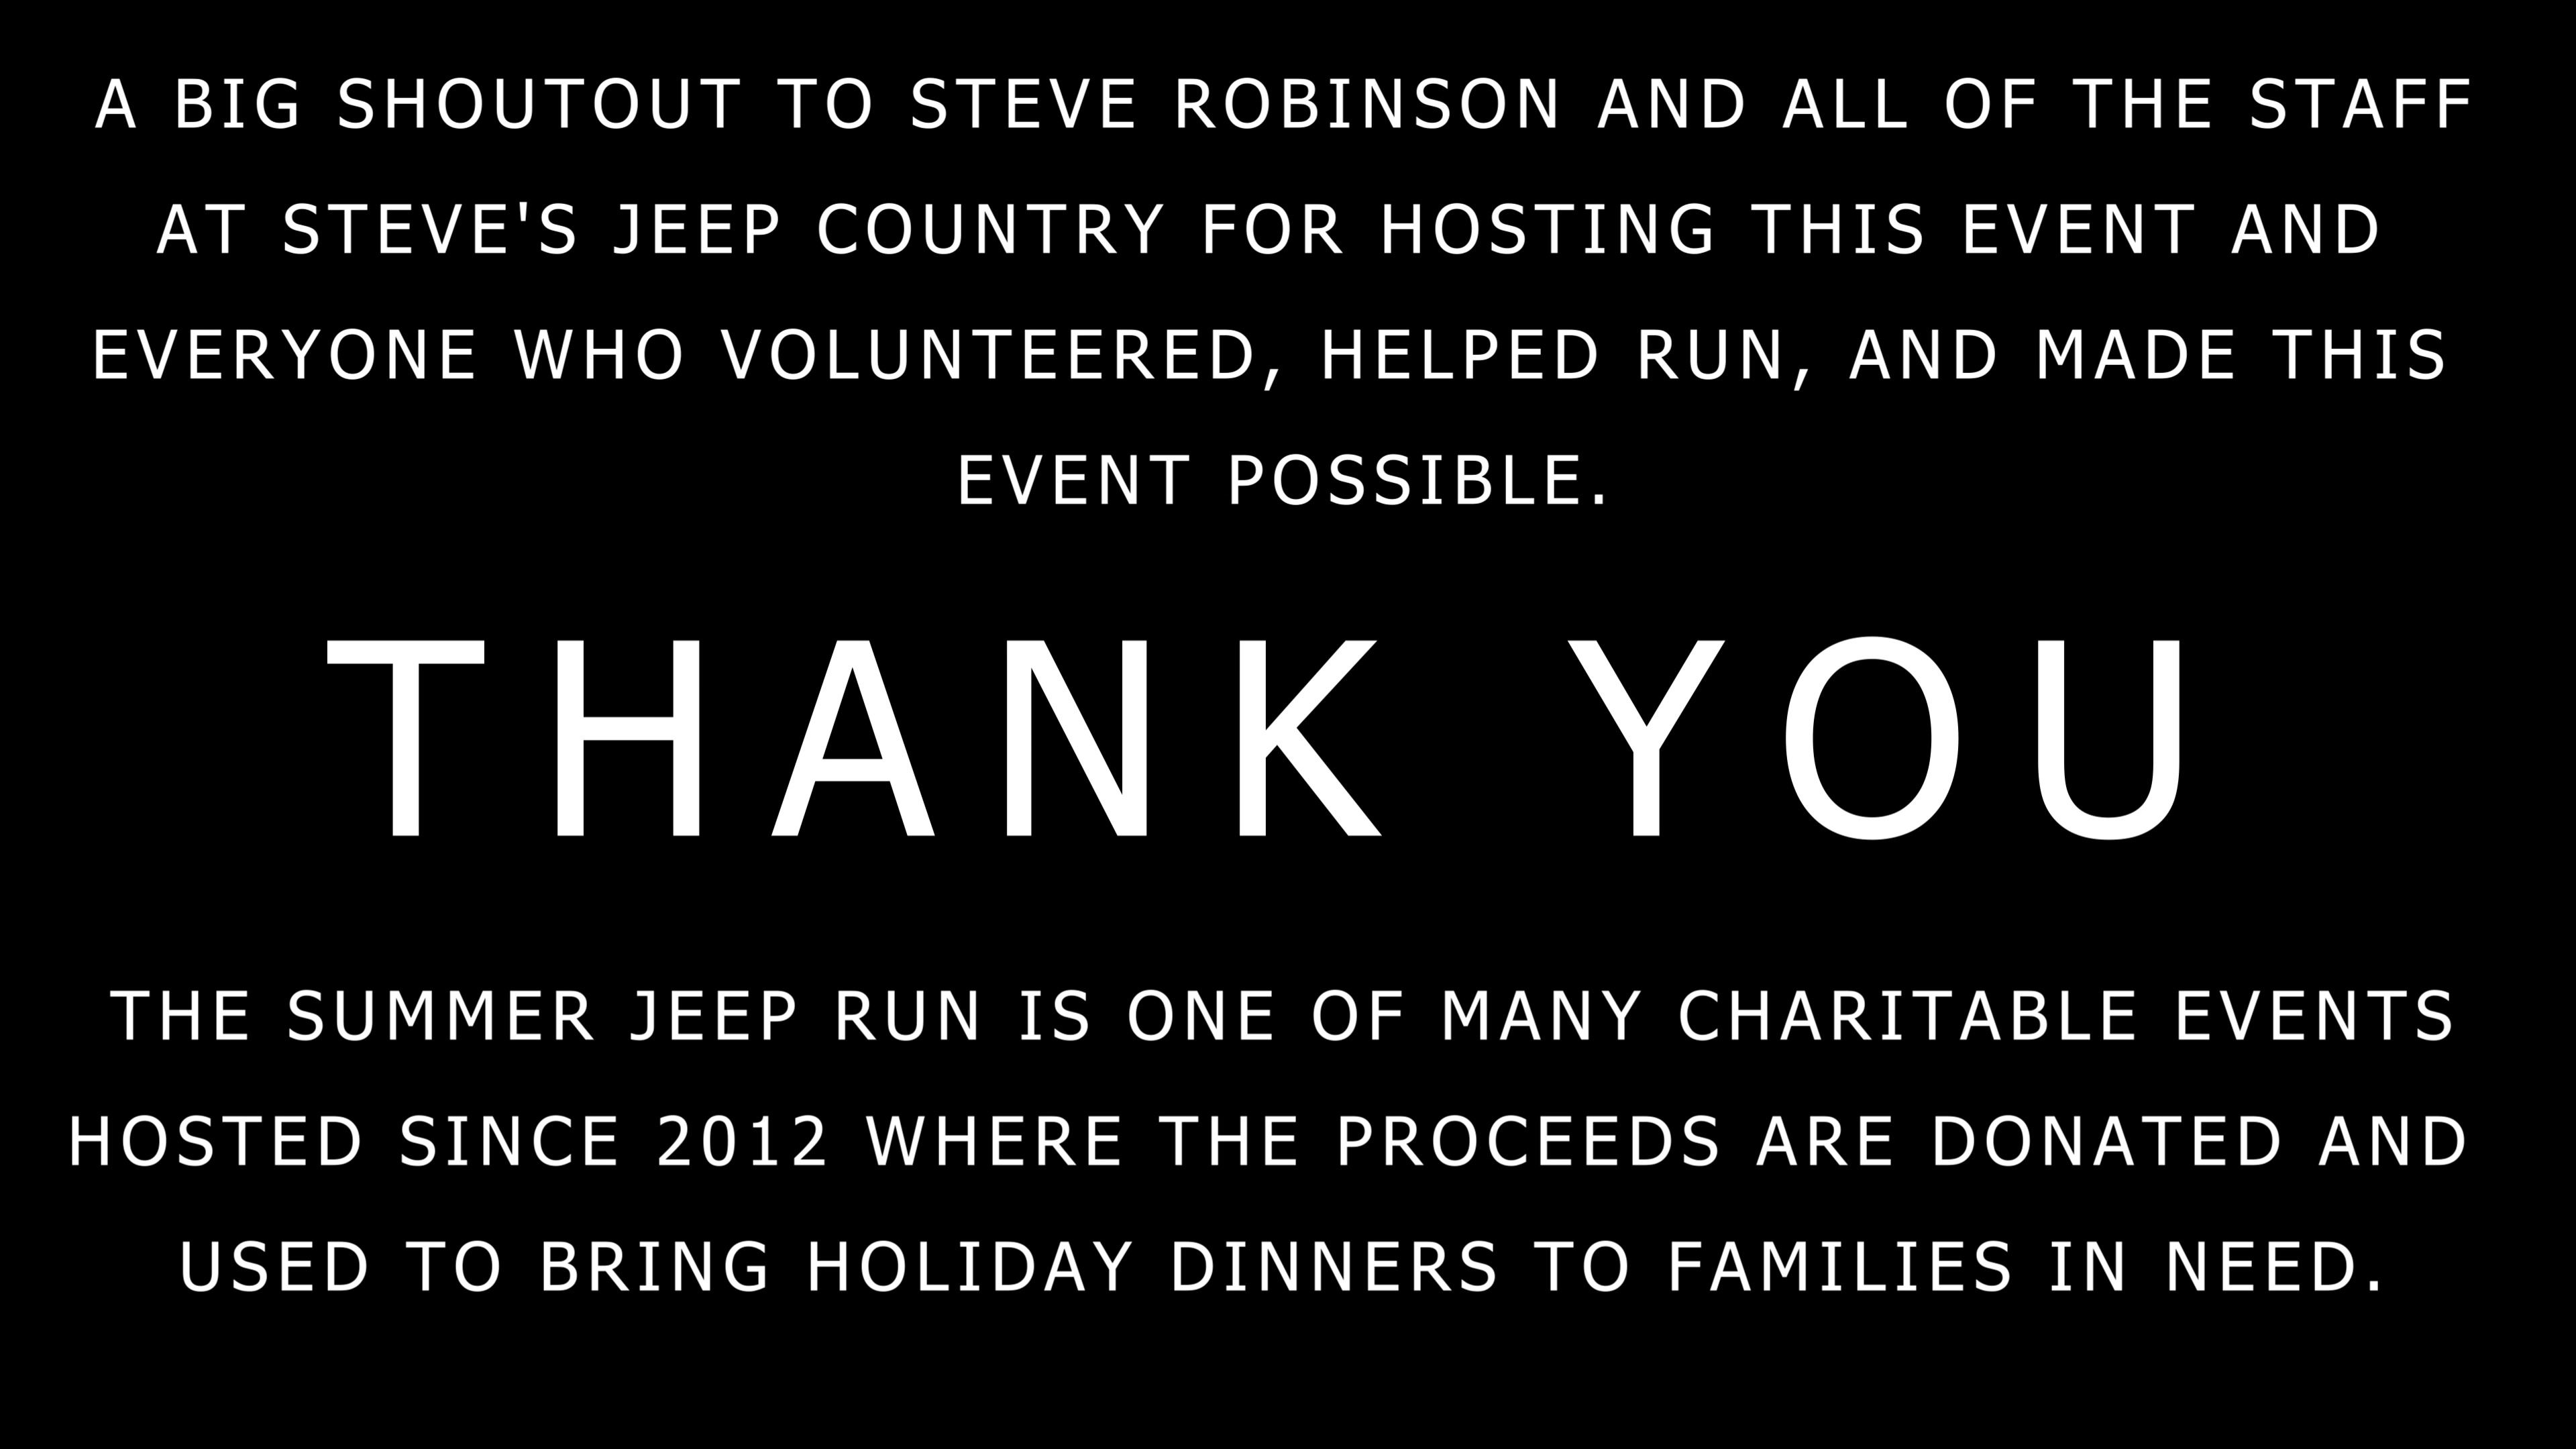 A BIG SHOUTOUT TO STEVE ROBINSON AND ALL OF THE STAFF
AT STEVE'S JEEP COUNTRY FOR HOSTING THIS EVENT AND
EVERYONE WHO VOLUNTEERED, HELPED RUN, AND MADE THIS
EVENT POSSIBLE.
THANK YOU
THE SUMMER JEEP RUN IS ONE OF MANY CHARITABLE EVENTS
HOSTED SINCE 2012 WHERE THE PROCEEDS ARE DONATED AND
USED TO BRING HOLIDAY DINNERS TO FAMILIES IN NEED.